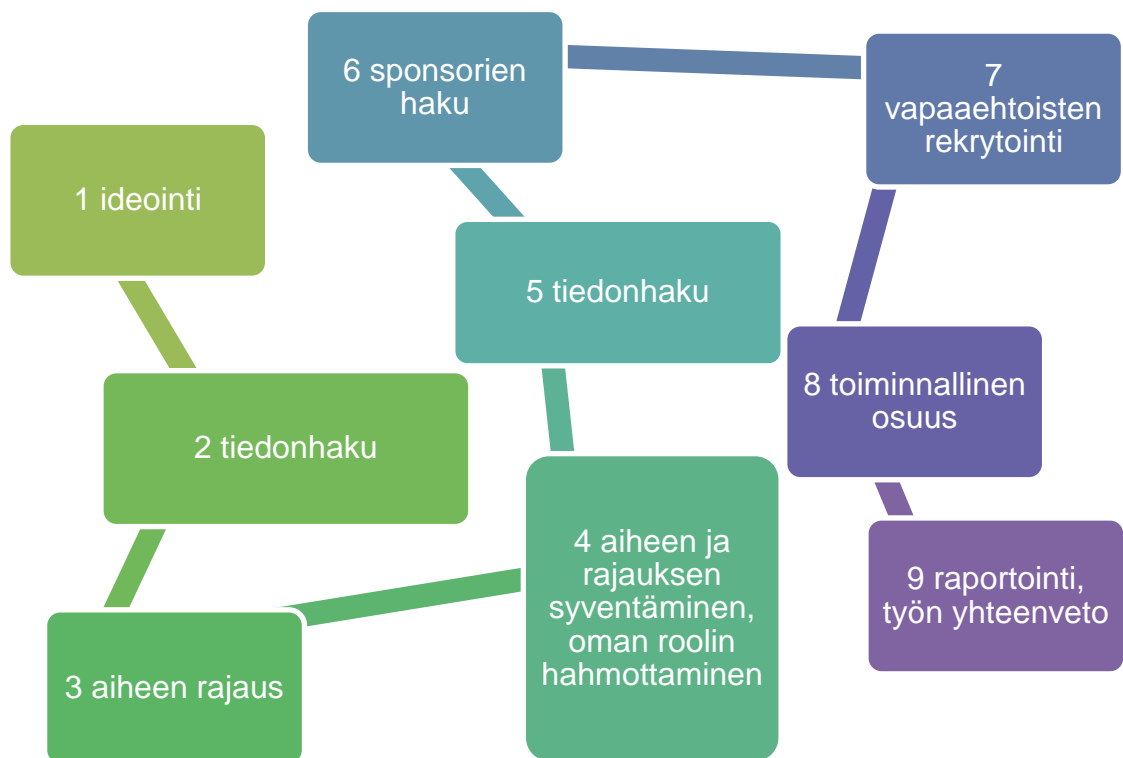 1 ideointi
2 tiedonhaku
3 aiheen rajaus
4 aiheen ja
rajauksen
syventäminen,
oman roolin
hahmottaminen
5 tiedonhaku
6 sponsorien
haku
7
vapaaehtoisten
rekrytointi
8 toiminnallinen
osuus
9 raportointi,
työn yhteenveto